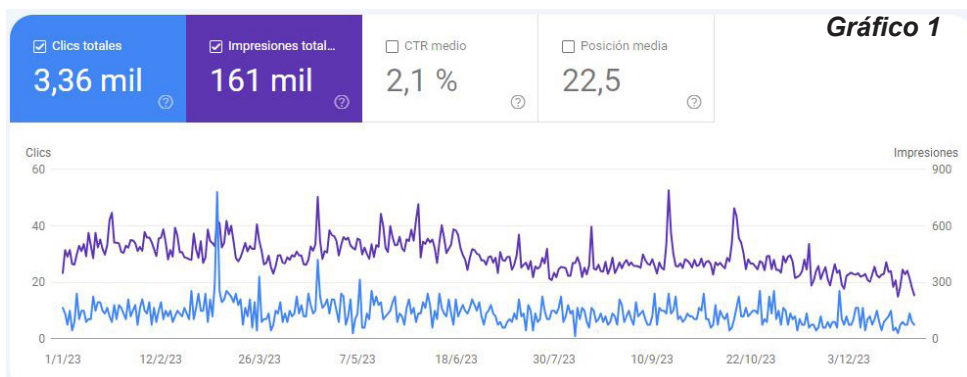 Gráfico 1
Clics totales
3,36 mil
Impresiones total...
161 mil
CTR medio
2,1 %
Posición media
22,5
Clics
Impresiones
60
900
40
600
20
300
0
0
1/1/23
12/2/23
26/3/23
7/5/23
18/6/23
30/7/23
10/9/23
22/10/23
3/12/23